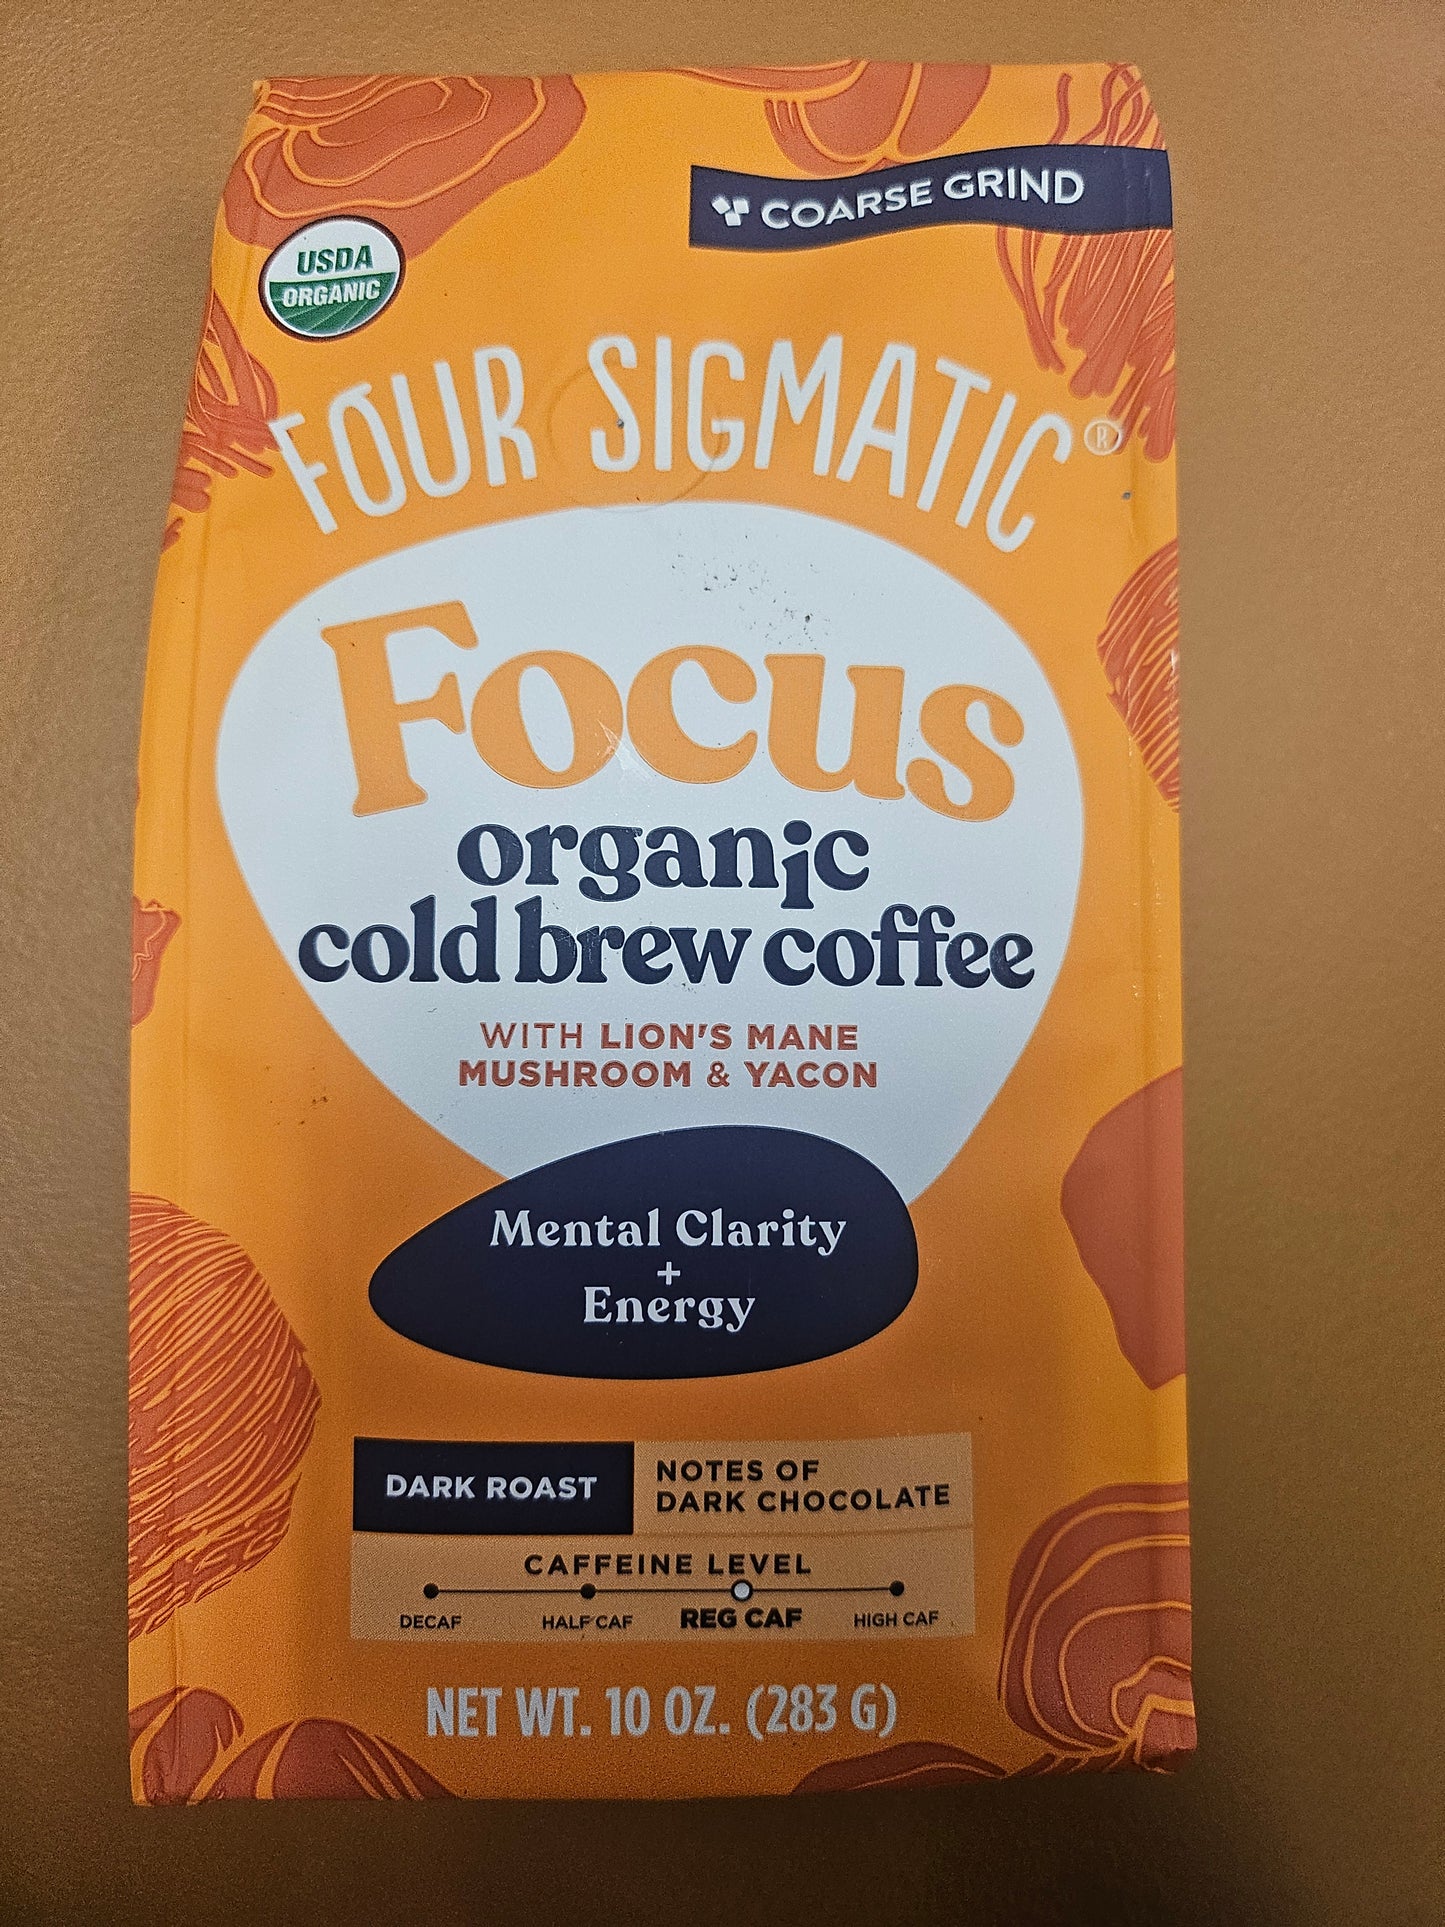 COARSE GRIND
USDA
ORGANIC
FOUR SIGMATIC®
Focus
organic
cold brew coffee
WITH LION'S MANE
MUSHROOM & YACON
Mental Clarity
+
Energy
DARK ROAST
NOTES OF
DARK CHOCOLATE
CAFFEINE LEVEL
DECAF HALF CAF REG CAF HIGH CAF
NET WT. 10 OZ. (283 G)